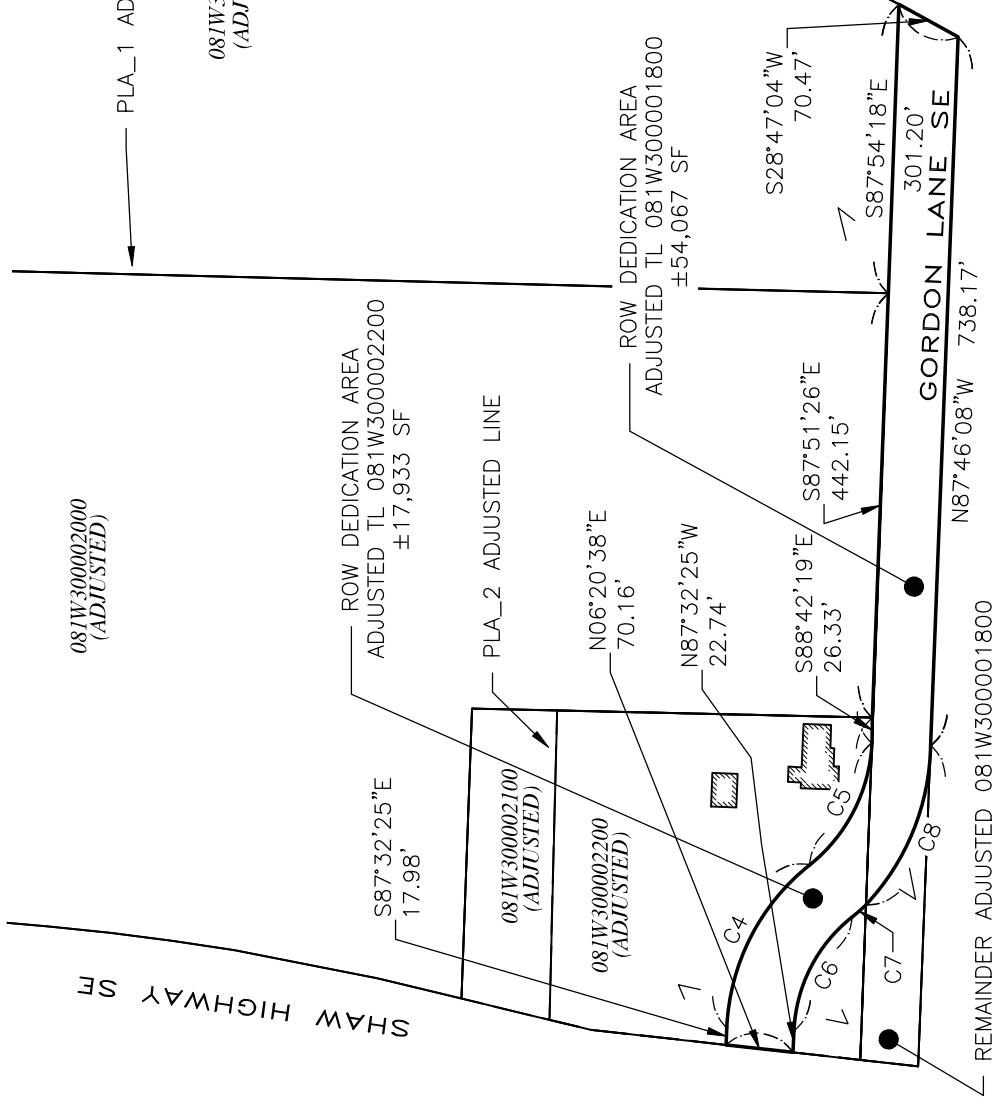 PLA_1 AD
081W3
(ADJ
081W300002000
(ADJUSTED)
ROW DEDICATION AREA
ADJUSTED TL 081W300002200
±17,933 SF
PLA_2 ADJUSTED LINE
N06°20'38"E
70.16'
N87°32'25"W
22.74'
S88°42'19"E
26.33'
S87°51'26"E
442.15'
ROW DEDICATION AREA
ADJUSTED TL 081W300001800
±54,067 SF
S28°47'04"W
70.47'
S87°54'18"E
301.20'
GORDON LANE SE
N87°46'08"W 738.17'
S87°32'25"E
17.98'
081W300002100
(ADJUSTED)
081W300002200
(ADJUSTED)
SHAW HIGHWAY SE
C4
C5
C6
C7
C8
REMAINDER ADJUSTED 081W300001800